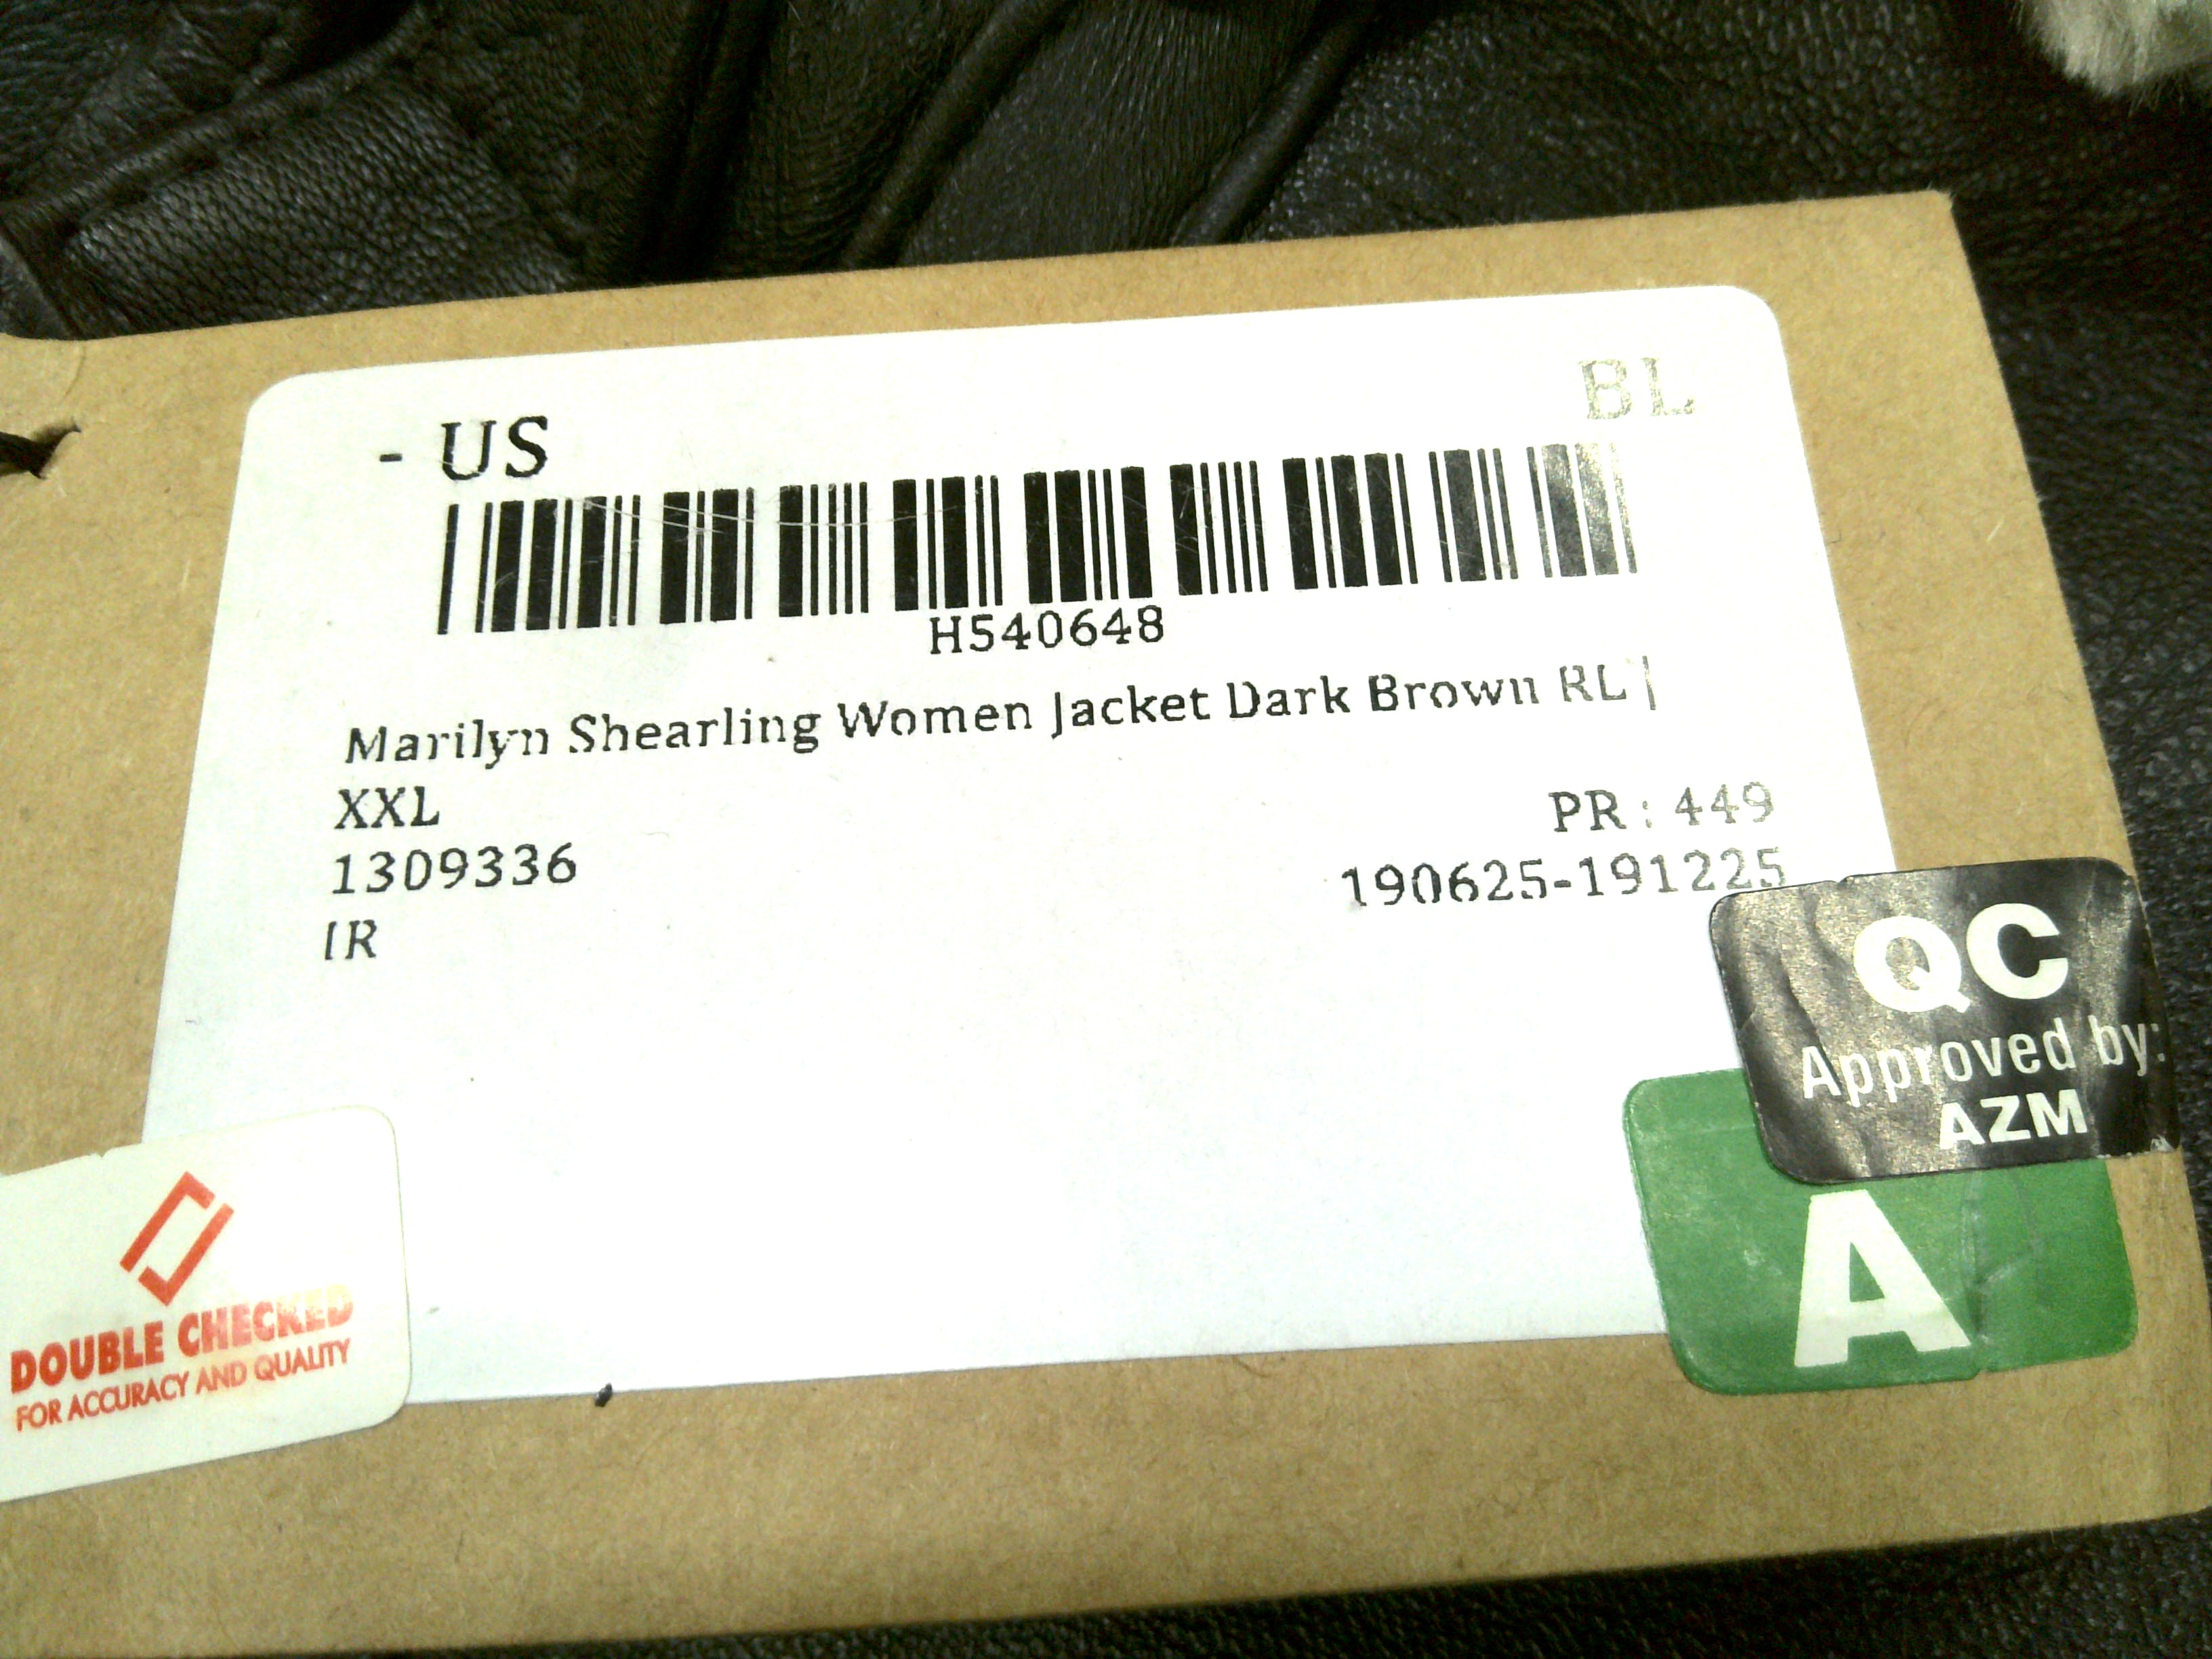 - US
BL
H540648
Marilyn Shearling Women Jacket Dark Brown RL |
XXL
PR : 449
1309336
190625-191225
IR
QC
Approved by:
AZM
A
DOUBLE CHECKED
FOR ACCURACY AND QUALITY